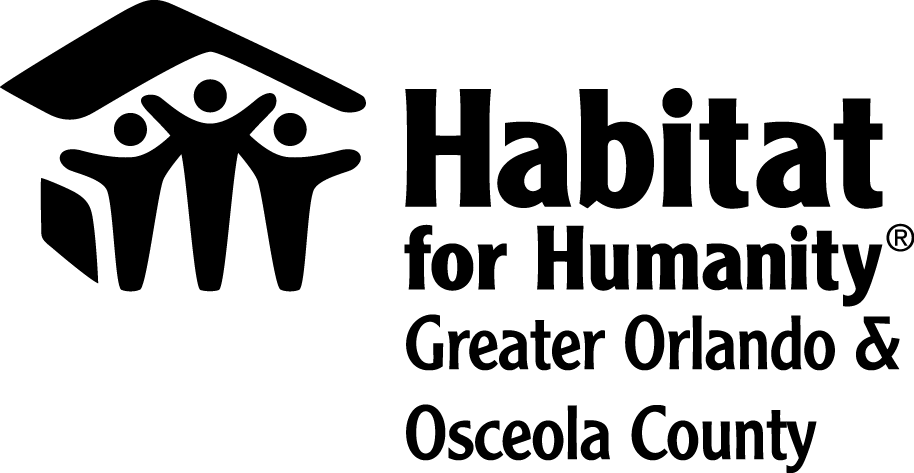 Habitat
for Humanity®
Greater Orlando &
Osceola County